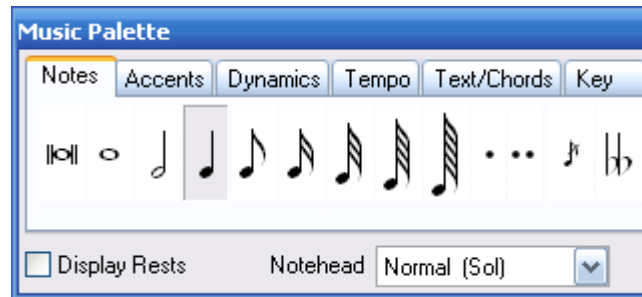 Music Palette
Notes Accents Dynamics Tempo Text/Chords Key
Display Rests Notehead Normal (Sol)